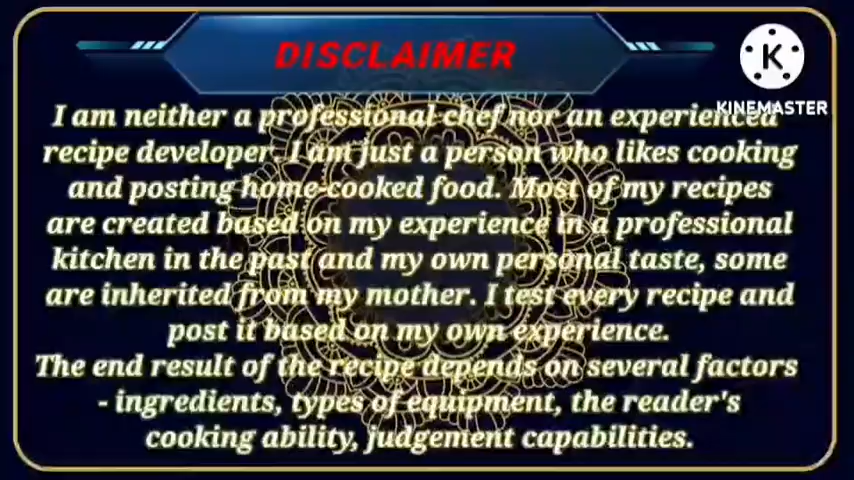 DISCLAIMER
K
KINEMASTER
I am neither a professional chef nor an experienced
recipe developer. I am just a person who likes cooking
and posting home-cooked food. Most of my recipes
are created based on my experience in a professional
kitchen in the past and my own personal taste, some
are inherited from my mother. I test every recipe and
post it based on my own experience.
The end result of the recipe depends on several factors
- ingredients, types of equipment, the reader's
cooking ability, judgement capabilities.